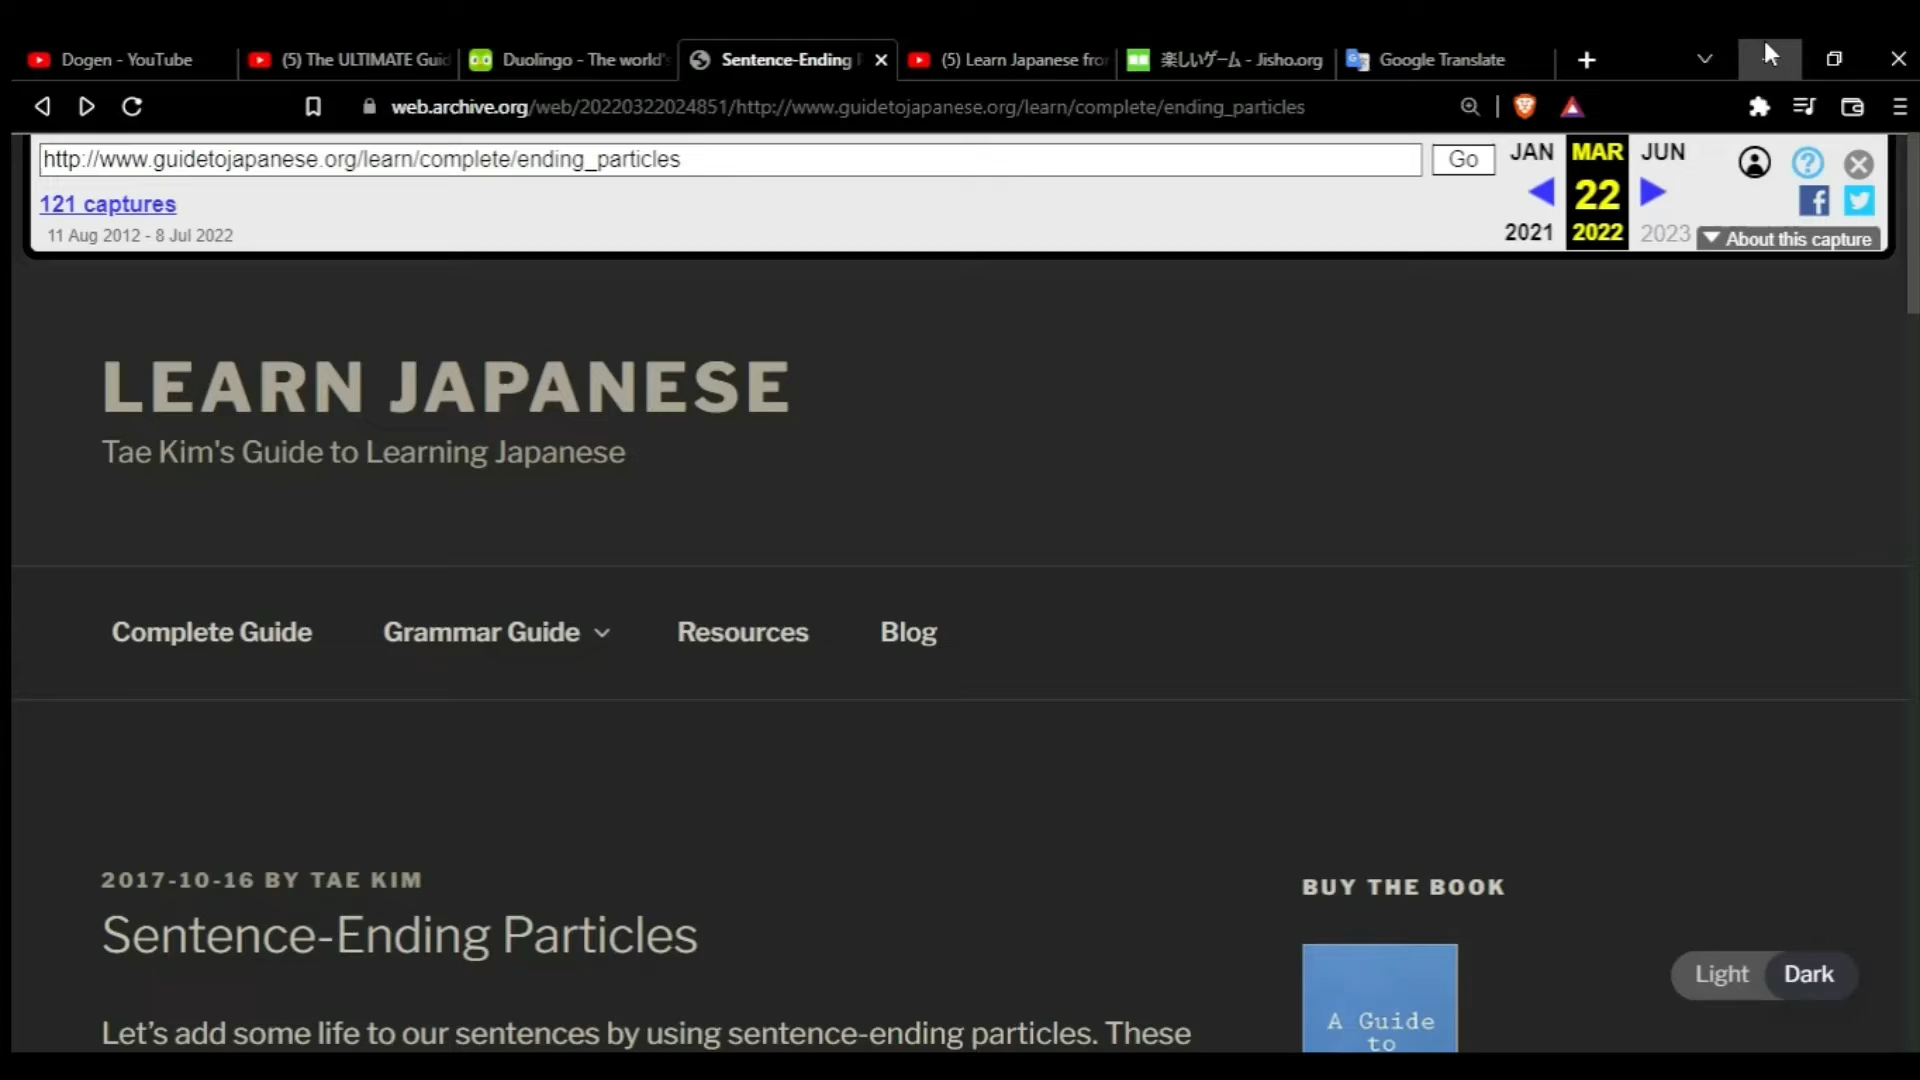 Dogen - YouTube
(5) The ULTIMATE Gui
Duolingo - The world's
Sentence-Ending
(5) Learn Japanese fro
楽しいゲーム - Jisho.org
Google Translate
web.archive.org/web/20220322024851/http://www.guidetojapanese.org/learn/complete/ending_particles
http://www.guidetojapanese.org/learn/complete/ending_particles
Go
JAN
MAR
JUN
121 captures
22
11 Aug 2012 - 8 Jul 2022
2021
2022
2023
About this capture
LEARN JAPANESE
Tae Kim's Guide to Learning Japanese
Complete Guide
Grammar Guide
Resources
Blog
2017-10-16 BY TAE KIM
BUY THE BOOK
Sentence-Ending Particles
Light
Dark
A Guide
to
Let’s add some life to our sentences by using sentence-ending particles. These